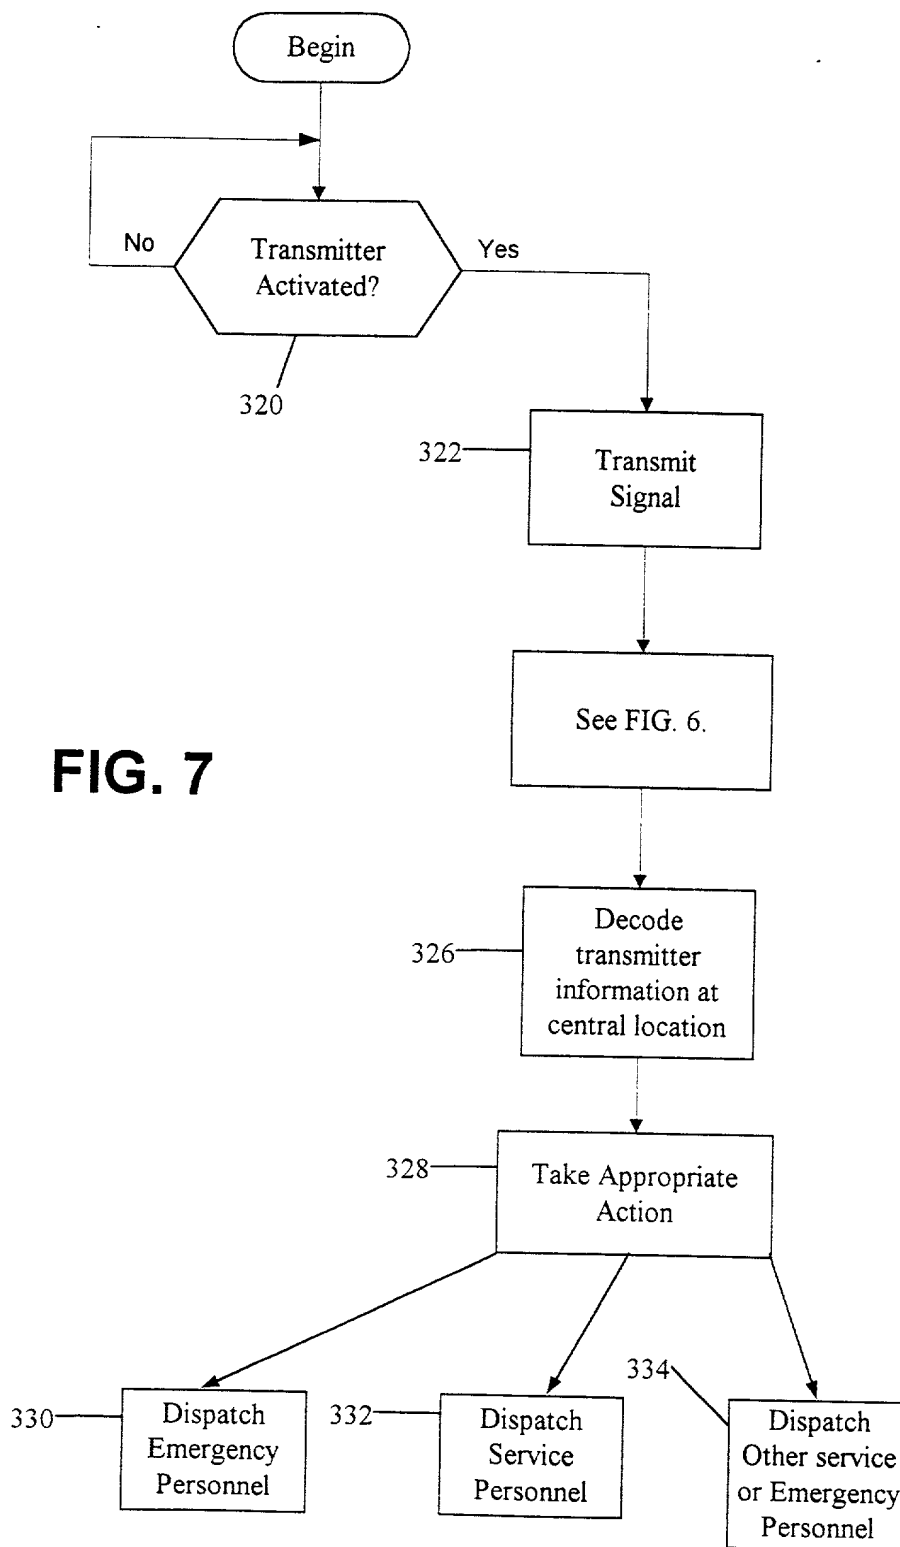 Begin
No
Transmitter
Activated?
Yes
320
322
Transmit
Signal
See FIG. 6.
FIG. 7
326
Decode
transmitter
information at
central location
328
Take Appropriate
Action
330
Dispatch
Emergency
Personnel
332
Dispatch
Service
Personnel
334
Dispatch
Other service
or Emergency
Personnel